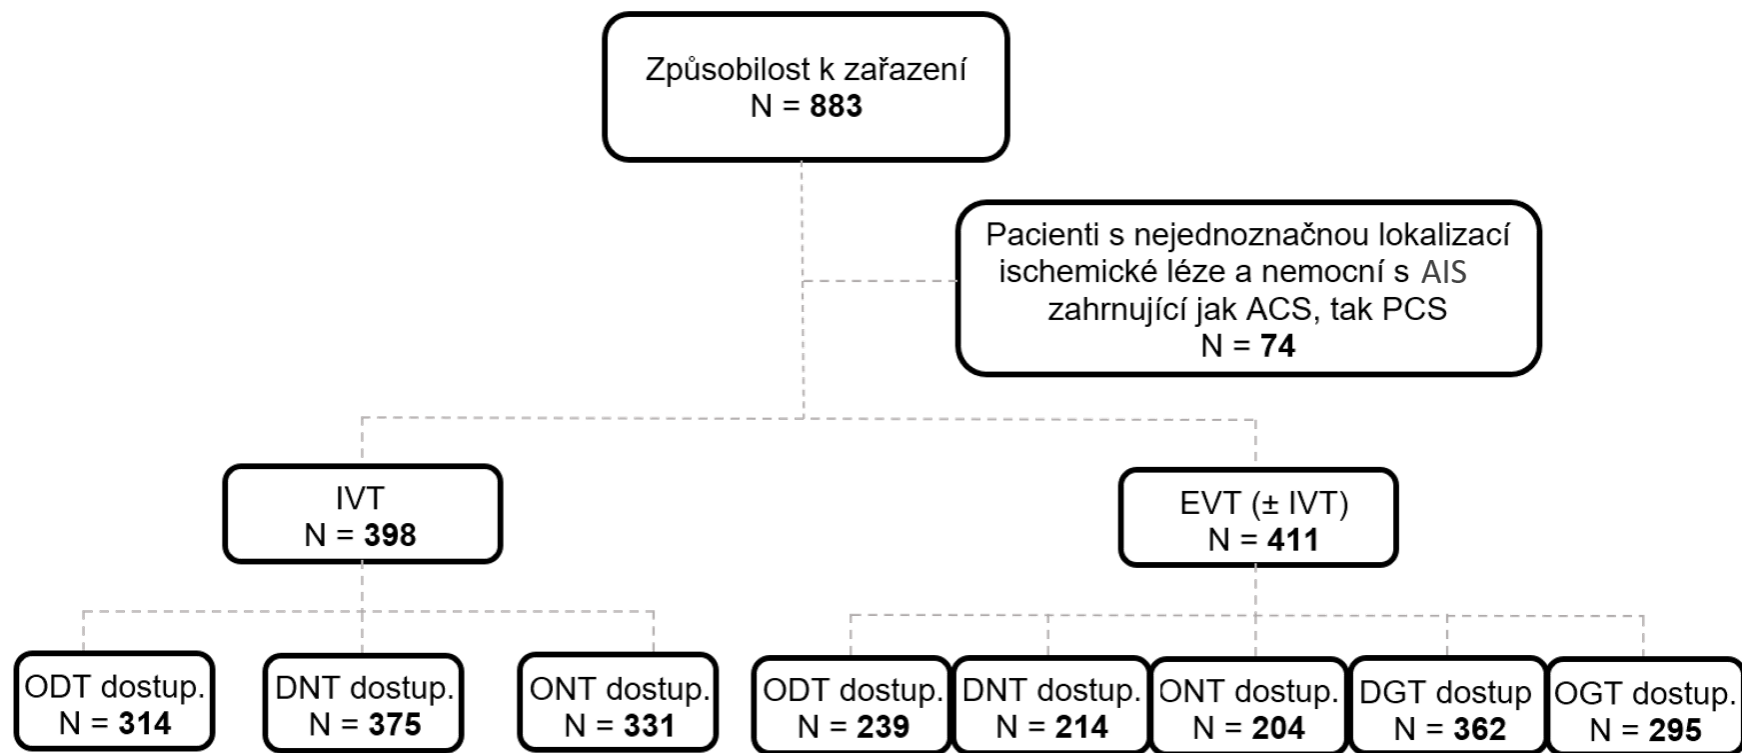 Způsobilost k zařazení
N = 883
Pacienti s nejednoznačnou lokalizací
ischemické léze a nemocní s AIS
zahrnující jak ACS, tak PCS
N = 74
IVT
N = 398
EVT (± IVT)
N = 411
ODT dostup.
N = 314
DNT dostup.
N = 375
ONT dostup.
N = 331
ODT dostup.
N = 239
DNT dostup.
N = 214
ONT dostup.
N = 204
DGT dostup
N = 362
OGT dostup.
N = 295